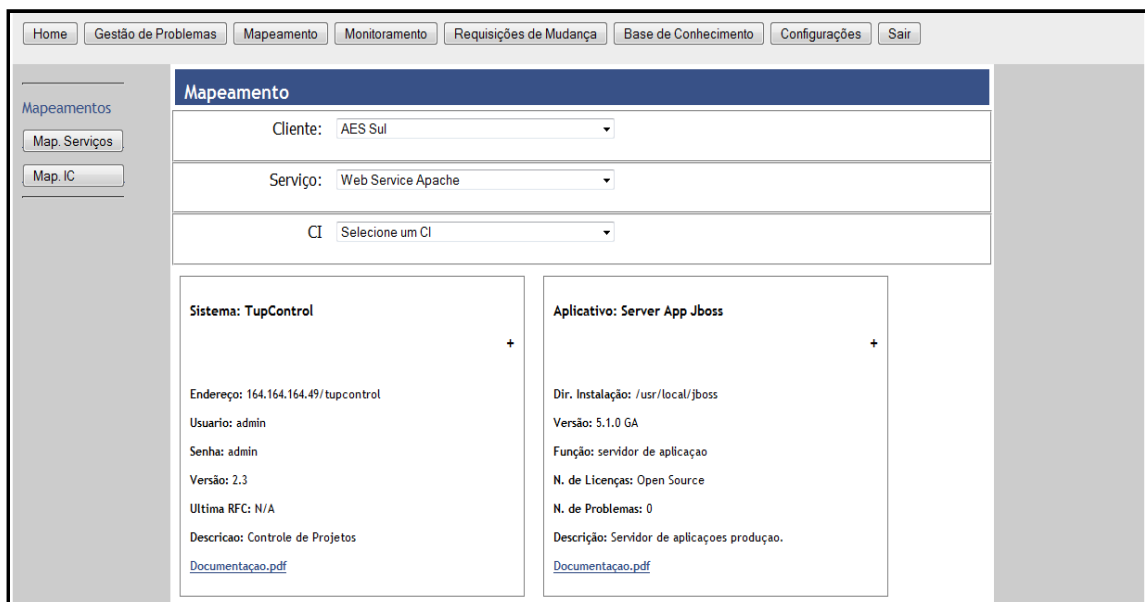 Home Gestão de Problemas Mapeamento Monitoramento Requisições de Mudança Base de Conhecimento Configurações Sair
Mapeamentos
Map. Serviços
Map. IC
Mapeamento
Cliente: AES Sul
Serviço: Web Service Apache
CI Selecione um CI
Sistema: TupControl
+
Endereço: 164.164.164.49/tupcontrol
Usuario: admin
Senha: admin
Versão: 2.3
Ultima RFC: N/A
Descricao: Controle de Projetos
Documentaçao.pdf
Aplicativo: Server App Jboss
+
Dir. Instalação: /usr/local/jboss
Versão: 5.1.0 GA
Função: servidor de aplicaçao
N. de Licenças: Open Source
N. de Problemas: 0
Descrição: Servidor de aplicaçoes produçao.
Documentaçao.pdf